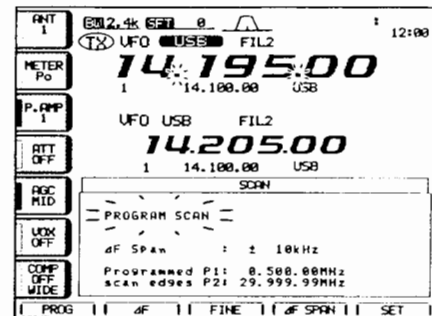 ANT 1
BW 2.4k SFT 0 : 12:00
TX VFO USB FIL2
METER Po
14.195.00
1 14.100.00 USB
P.AMP 1
VFO USB FIL2
ATT OFF
14.205.00
1 14.100.00 USB
AGC MID
SCAN
PROGRAM SCAN
VOX OFF
⊿F SPan : ± 10kHz
COMP OFF WIDE
Programmed P1: 0.500.00MHz
scan edges P2: 29.999.99MHz
PROG ⊿F FINE ⊿F SPAN SET